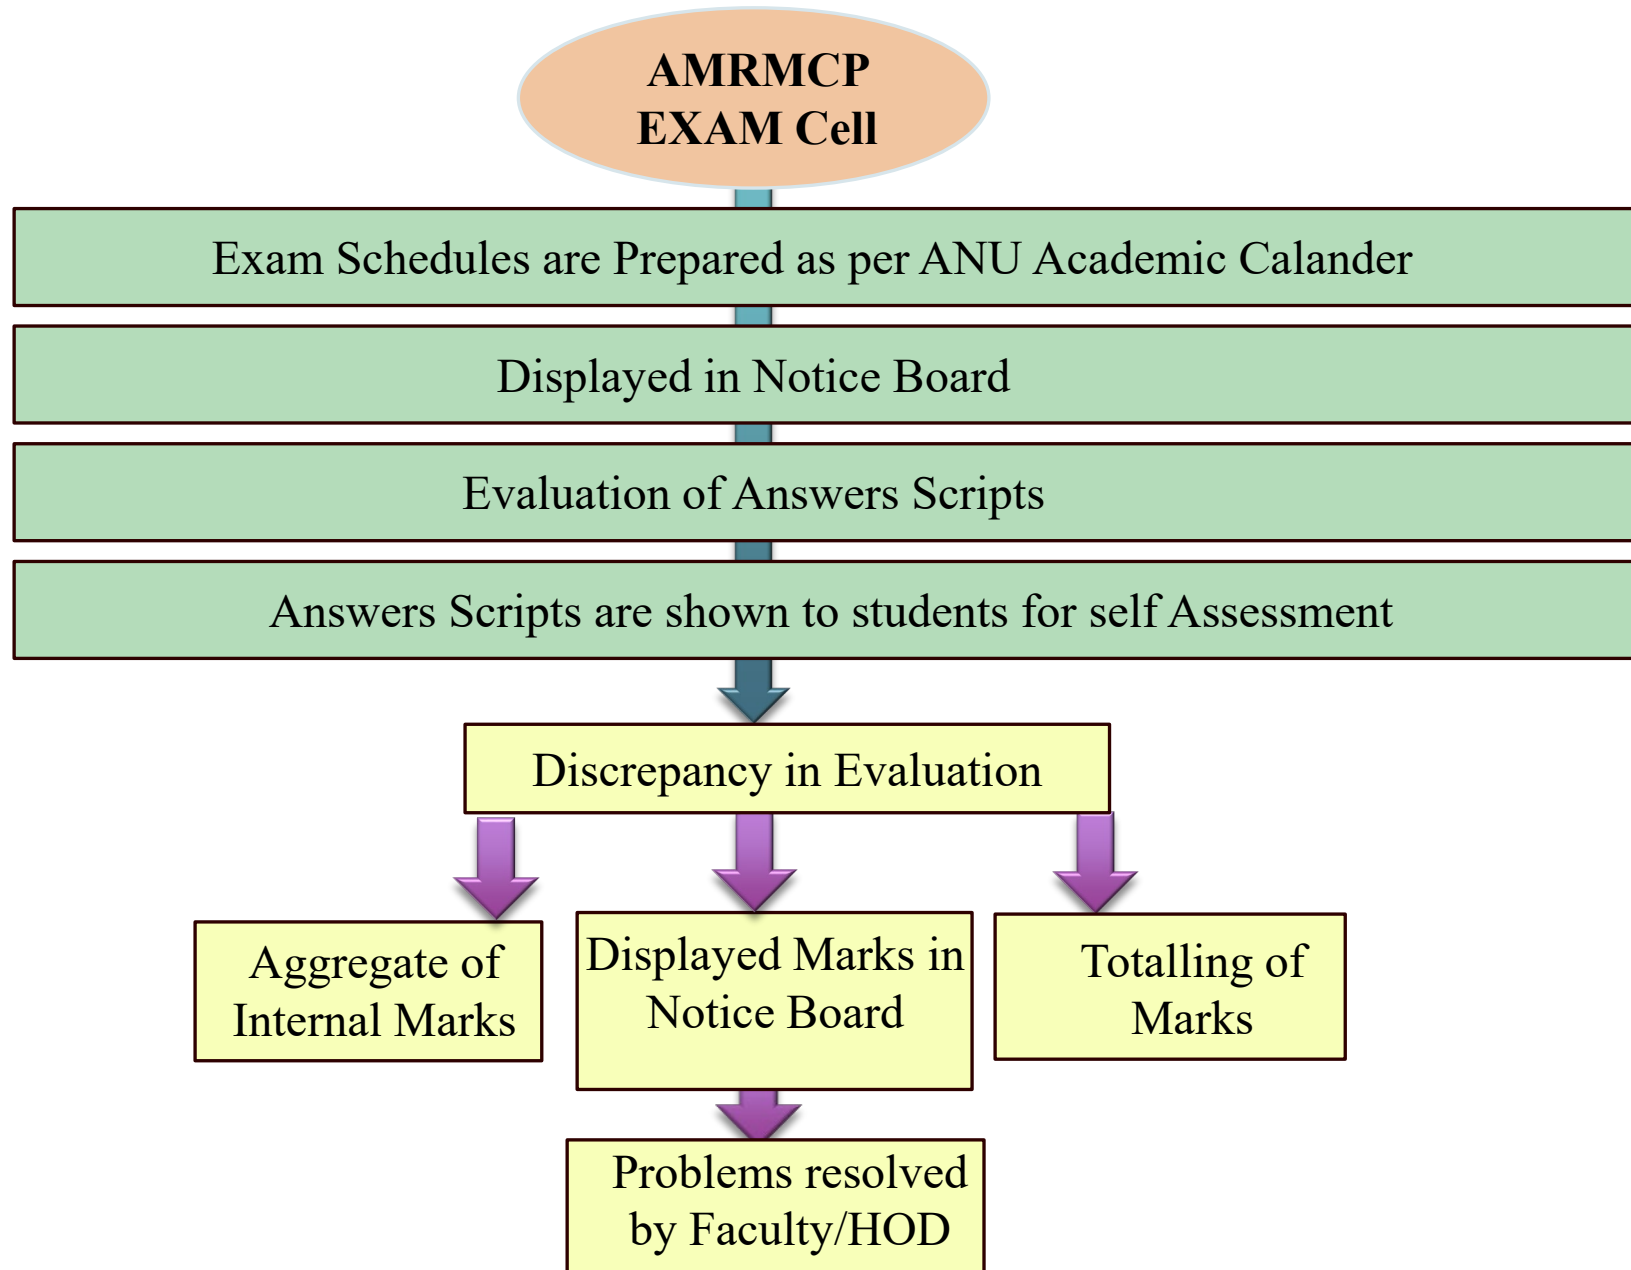 AMRMCP
EXAM Cell
Exam Schedules are Prepared as per ANU Academic Calander
Displayed in Notice Board
Evaluation of Answers Scripts
Answers Scripts are shown to students for self Assessment
Discrepancy in Evaluation
Aggregate of
Internal Marks
Displayed Marks in
Notice Board
Totalling of
Marks
Problems resolved
by Faculty/HOD